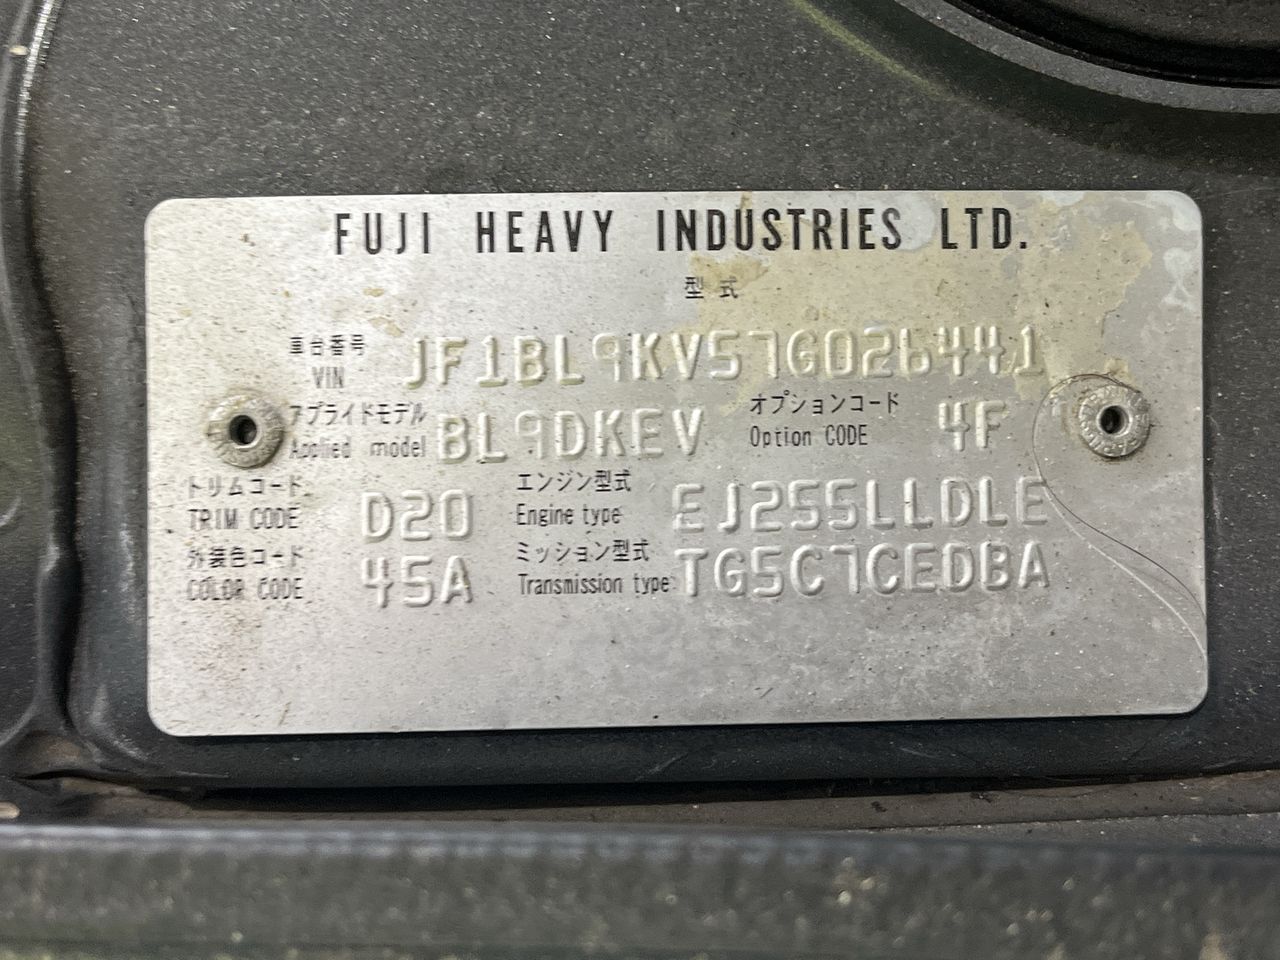 FUJI HEAVY INDUSTRIES LTD.
型式
車台番号
VIN JF1BL9KV57G026441
アプライドモデル オプションコード
Applied model BL9DKEV Option CODE 4F
トリムコード エンジン型式
TRIM CODE D20 Engine type EJ255LLDLE
外装色コード ミッション型式
COLOR CODE 45A Transmission type TG5C7CEDBA